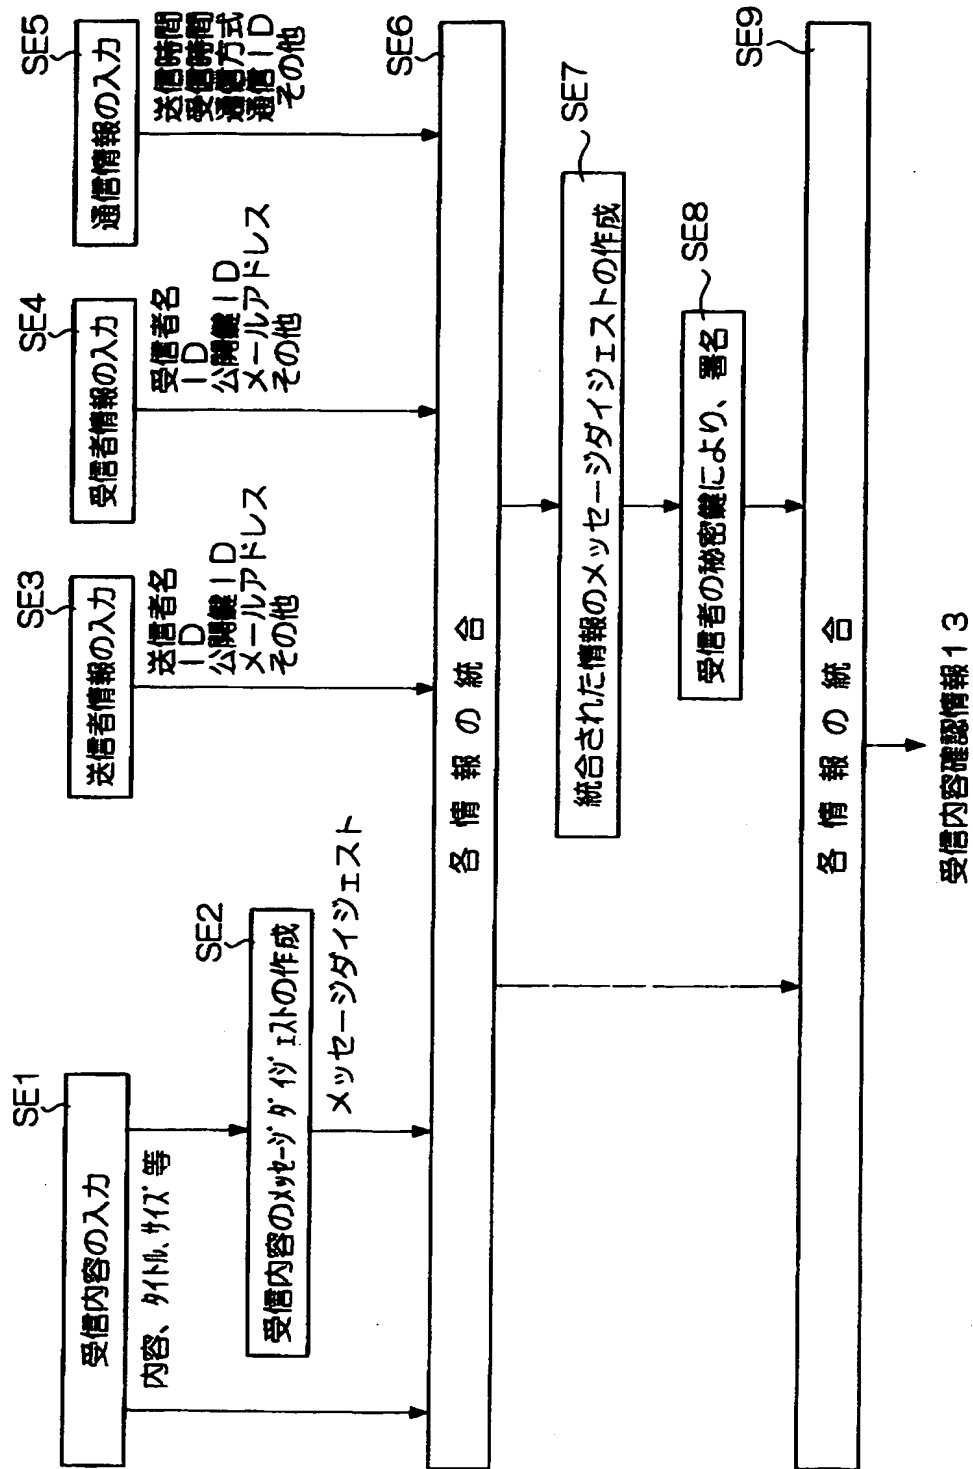 SE1
受信内容の入力
内容、タイトル、サイズ等
SE2
受信内容のメッセージダイジェストの作成
メッセージダイジェスト
SE3
送信者情報の入力
送信者名
ID
公開鍵ID
メールアドレス
その他
SE4
受信者情報の入力
受信者名
ID
公開鍵ID
メールアドレス
その他
SE5
通信情報の入力
送信時間
受信時間
通信方式
通信ID
その他
SE6
各情報の統合
SE7
統合された情報のメッセージダイジェストの作成
SE8
受信者の秘密鍵により、署名
SE9
各情報の統合
受信内容確認情報13